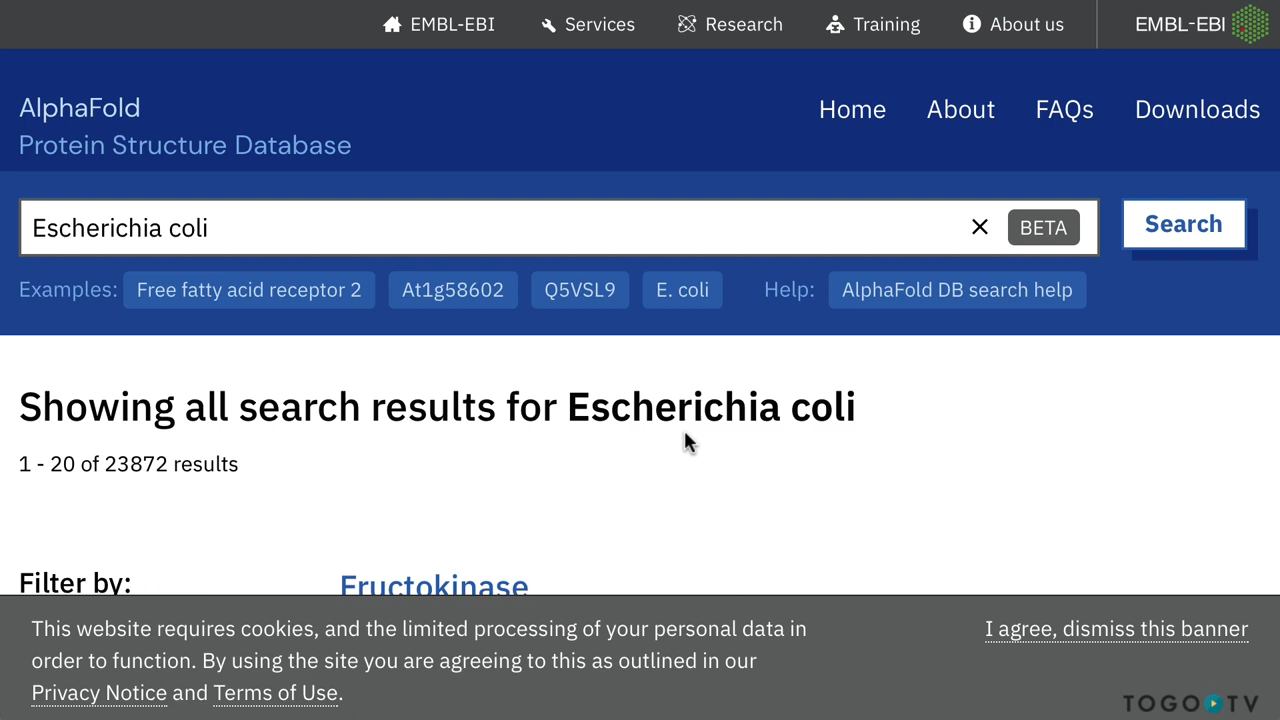 EMBL-EBI Services Research Training About us EMBL-EBI
AlphaFold
Protein Structure Database
Home About FAQs Downloads
Escherichia coli BETA Search
Examples: Free fatty acid receptor 2 At1g58602 Q5VSL9 E. coli Help: AlphaFold DB search help
Showing all search results for Escherichia coli
1 - 20 of 23872 results
Filter by:
Fructokinase
This website requires cookies, and the limited processing of your personal data in
order to function. By using the site you are agreeing to this as outlined in our
Privacy Notice and Terms of Use.
I agree, dismiss this banner
TOGO TV